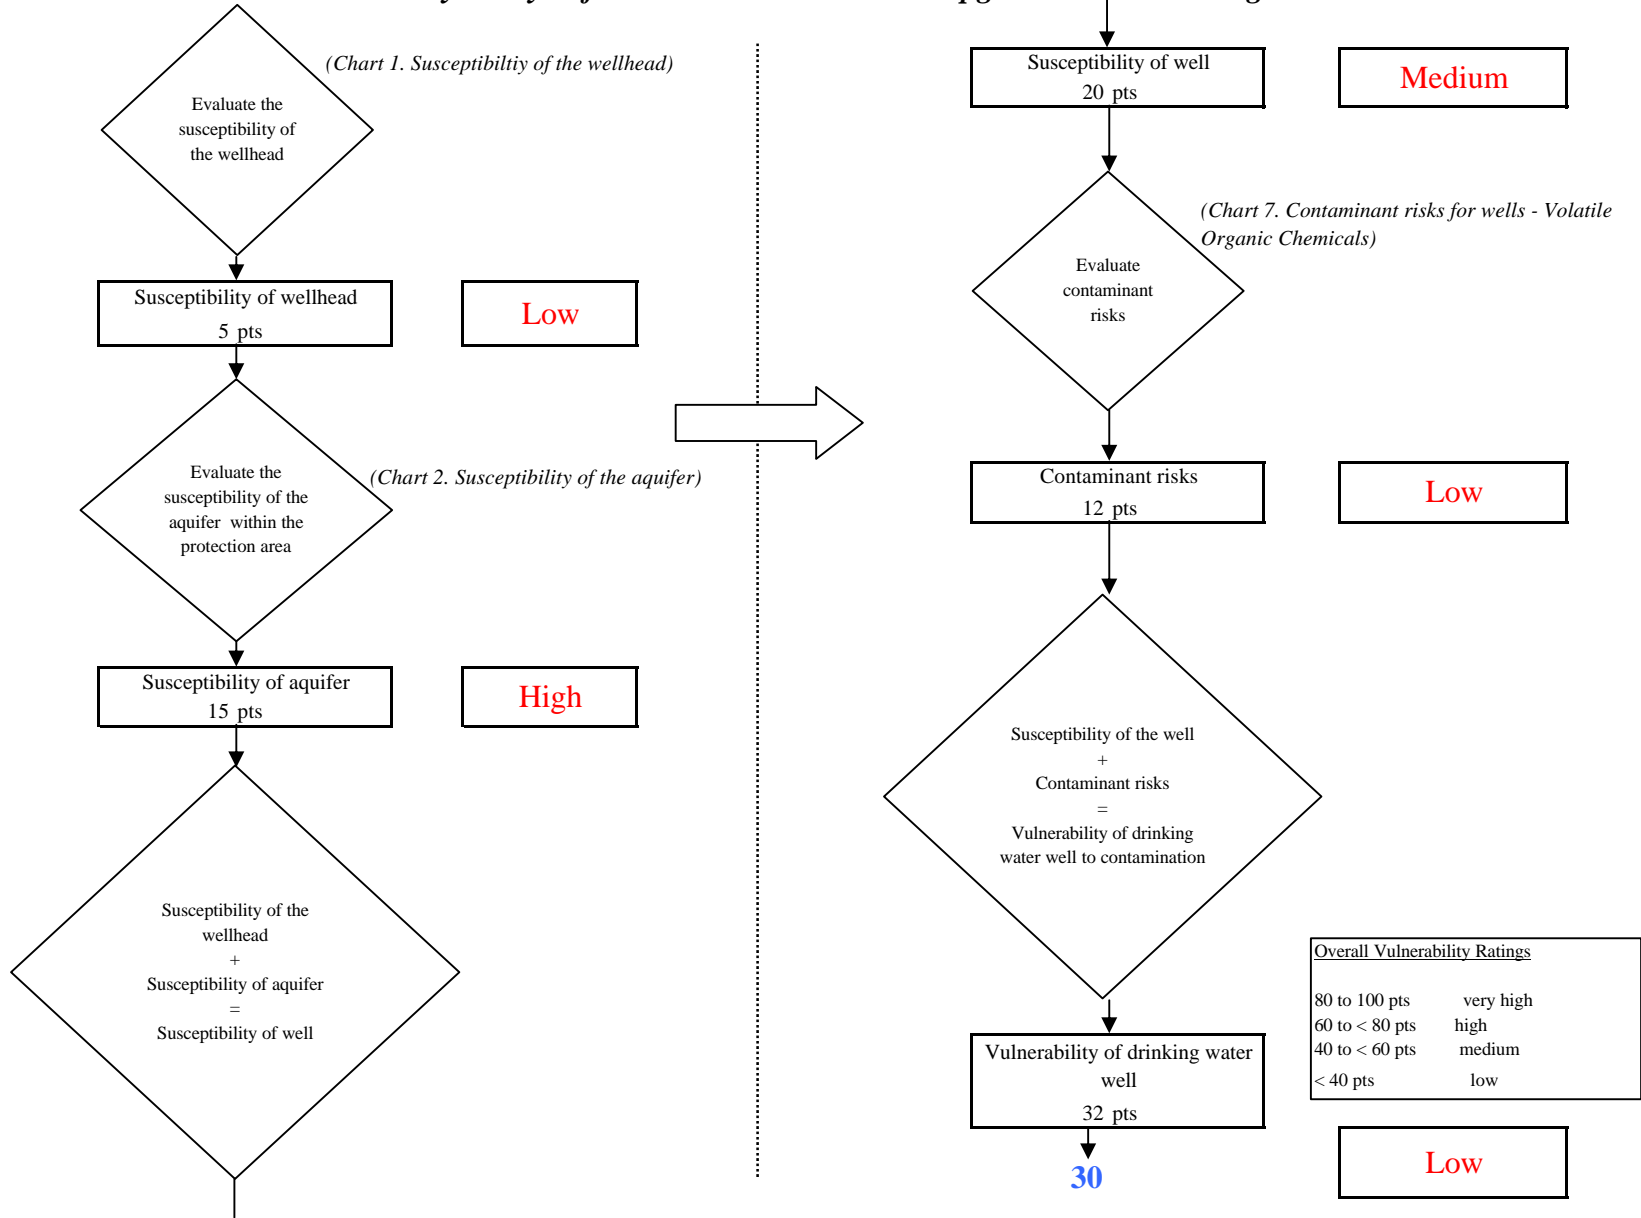 (Chart 1. Susceptibiltiy of the wellhead)
Evaluate the
susceptibility of
the wellhead
Susceptibility of wellhead
5 pts
Low
Evaluate the
susceptibility of the
aquifer within the
protection area
(Chart 2. Susceptibility of the aquifer)
Susceptibility of aquifer
15 pts
High
Susceptibility of the
wellhead
+
Susceptibility of aquifer
=
Susceptibility of well
Susceptibility of well
20 pts
Medium
(Chart 7. Contaminant risks for wells - Volatile
Organic Chemicals)
Evaluate
contaminant
risks
Contaminant risks
12 pts
Low
Susceptibility of the well
+
Contaminant risks
=
Vulnerability of drinking
water well to contamination
Overall Vulnerability Ratings
80 to 100 pts very high
60 to < 80 pts high
40 to < 60 pts medium
< 40 pts low
Vulnerability of drinking water
well
32 pts
30
Low